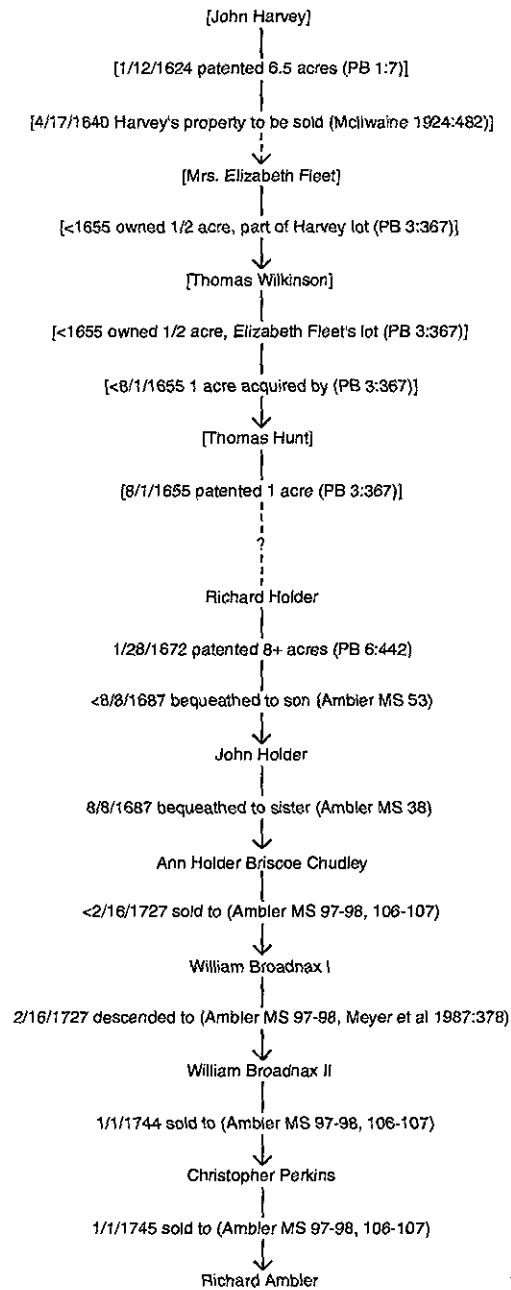 [John Harvey]
[1/12/1624 patented 6.5 acres (PB 1:7)]
[4/17/1640 Harvey's property to be sold (McIlwaine 1924:482)]
[Mrs. Elizabeth Fleet]
[<1655 owned 1/2 acre, part of Harvey lot (PB 3:367)]
[Thomas Wilkinson]
[<1655 owned 1/2 acre, Elizabeth Fleet's lot (PB 3:367)]
[<8/1/1655 1 acre acquired by (PB 3:367)]
[Thomas Hunt]
[8/1/1655 patented 1 acre (PB 3:367)]
?
Richard Holder
1/28/1672 patented 8+ acres (PB 6:442)
<8/8/1687 bequeathed to son (Ambler MS 53)
John Holder
8/8/1687 bequeathed to sister (Ambler MS 38)
Ann Holder Briscoe Chudley
<2/16/1727 sold to (Ambler MS 97-98, 106-107)
William Broadnax I
2/16/1727 descended to (Ambler MS 97-98, Meyer et al 1987:378)
William Broadnax II
1/1/1744 sold to (Ambler MS 97-98, 106-107)
Christopher Perkins
1/1/1745 sold to (Ambler MS 97-98, 106-107)
Richard Ambler